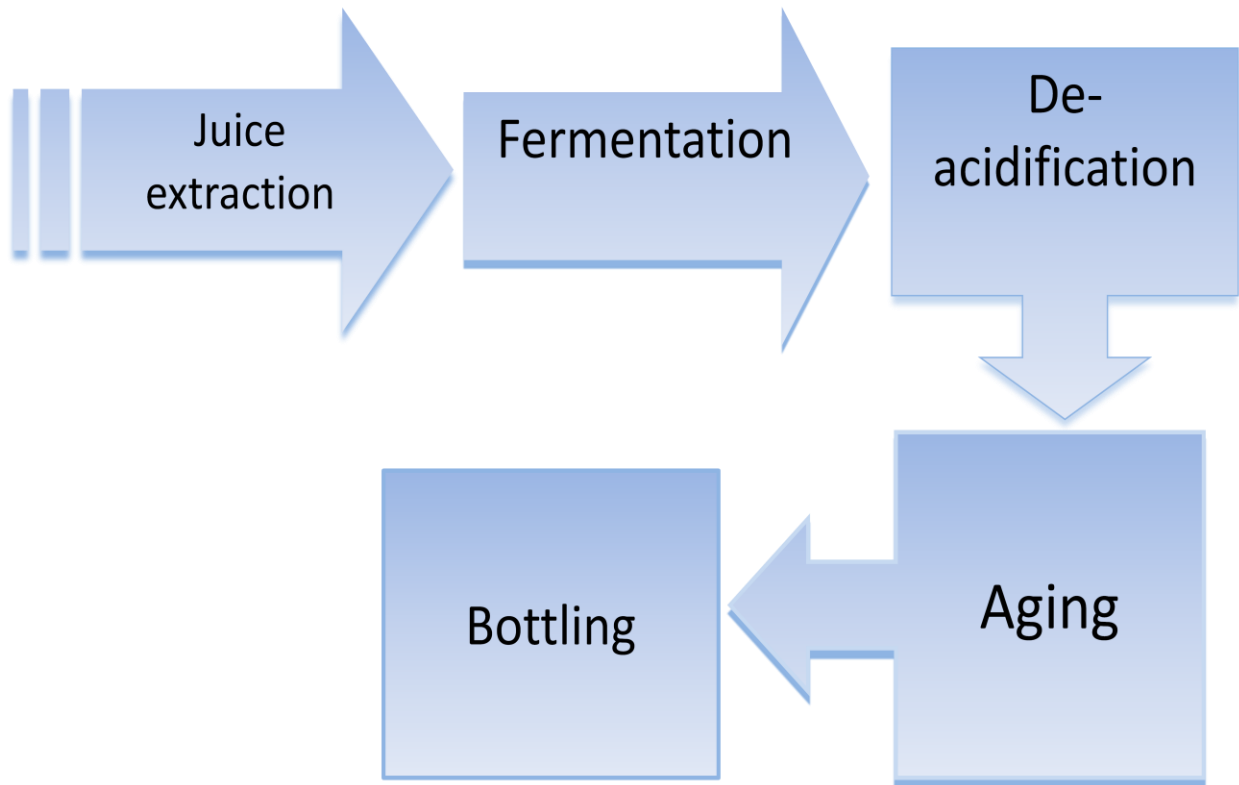 Juice
extraction
Fermentation
De-
acidification
Aging
Bottling